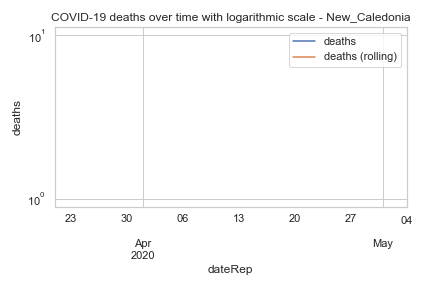 COVID-19 deaths over time with logarithmic scale - New_Caledonia
deaths
deaths (rolling)
10¹
deaths
10⁰
23 30 06 13 20 27 04
Apr May
2020
dateRep